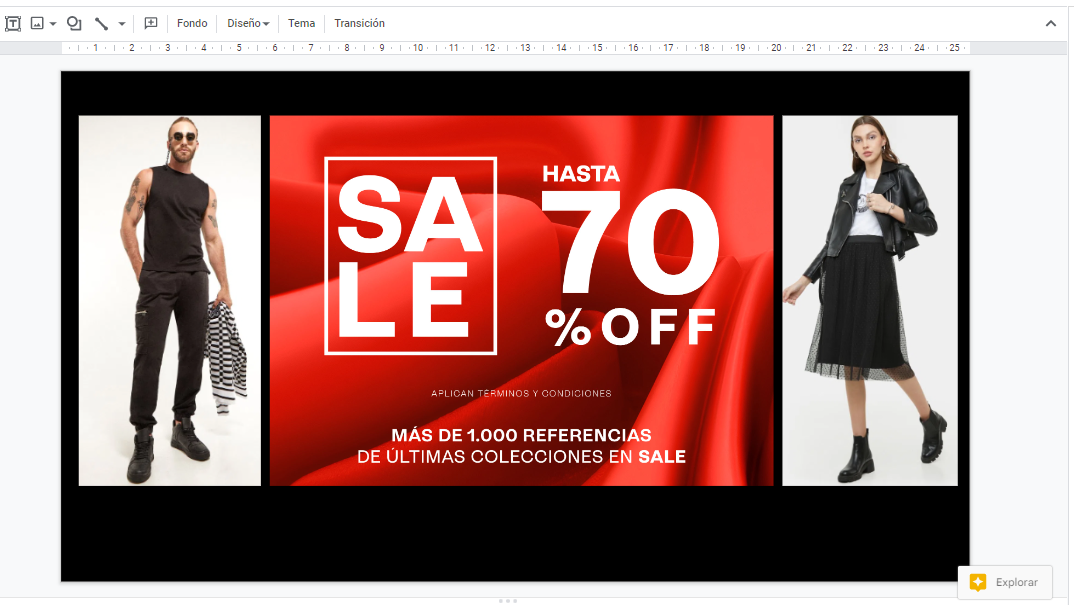 Fondo Diseño Tema Transición
1 2 3 4 5 6 7 8 9 10 11 12 13 14 15 16 17 18 19 20 21 22 23 24 25
SA
LE
HASTA
70
%OFF
APLICAN TÉRMINOS Y CONDICIONES
MÁS DE 1.000 REFERENCIAS
DE ÚLTIMAS COLECCIONES EN SALE
Explorar